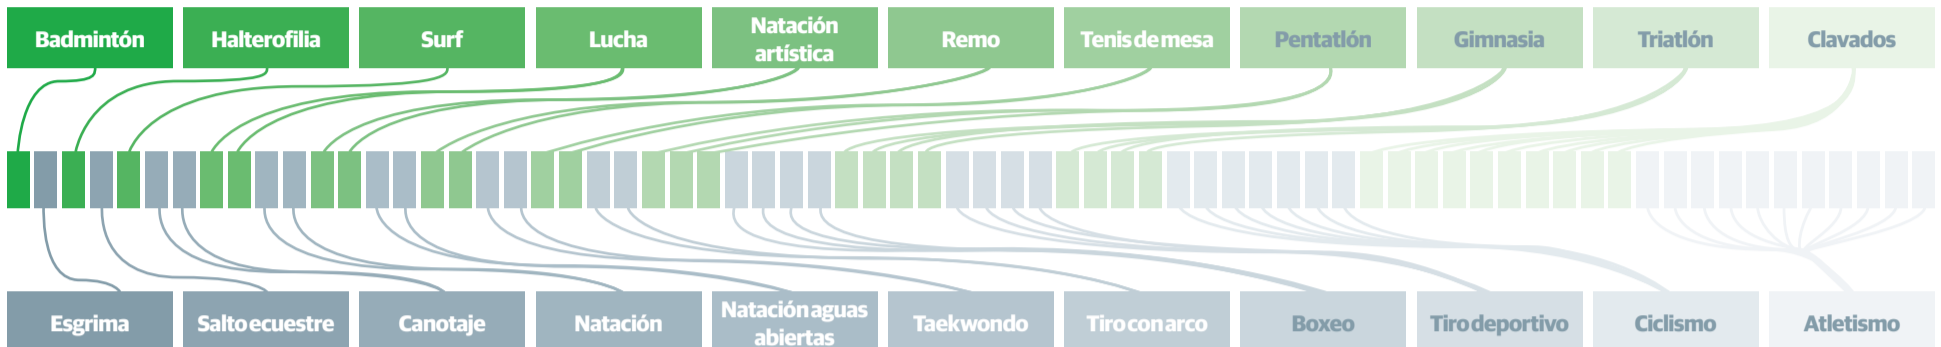 Badmintón
Halterofilia
Surf
Lucha
Natación
artística
Remo
Tenis de mesa
Pentatlón
Gimnasia
Triatlón
Clavados
Esgrima
Salto ecuestre
Canotaje
Natación
Natación aguas
abiertas
Taekwondo
Tiro con arco
Boxeo
Tiro deportivo
Ciclismo
Atletismo